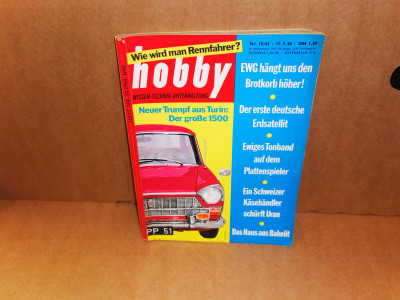 Wie wird man Rennfahrer?
hobby
WISSEN·TECHNIK·UNTERHALTUNG
Neuer Trumpf aus Turin:
Der große 1500
PP 51
EWG hängt uns den
Brotkorb höher!
Der erste deutsche
Erdsatellit
Ewiges Tonband
auf dem
Plattenspieler
Ein Schweizer
Käsehändler
schürft Uran
Das Haus aus Bakelit